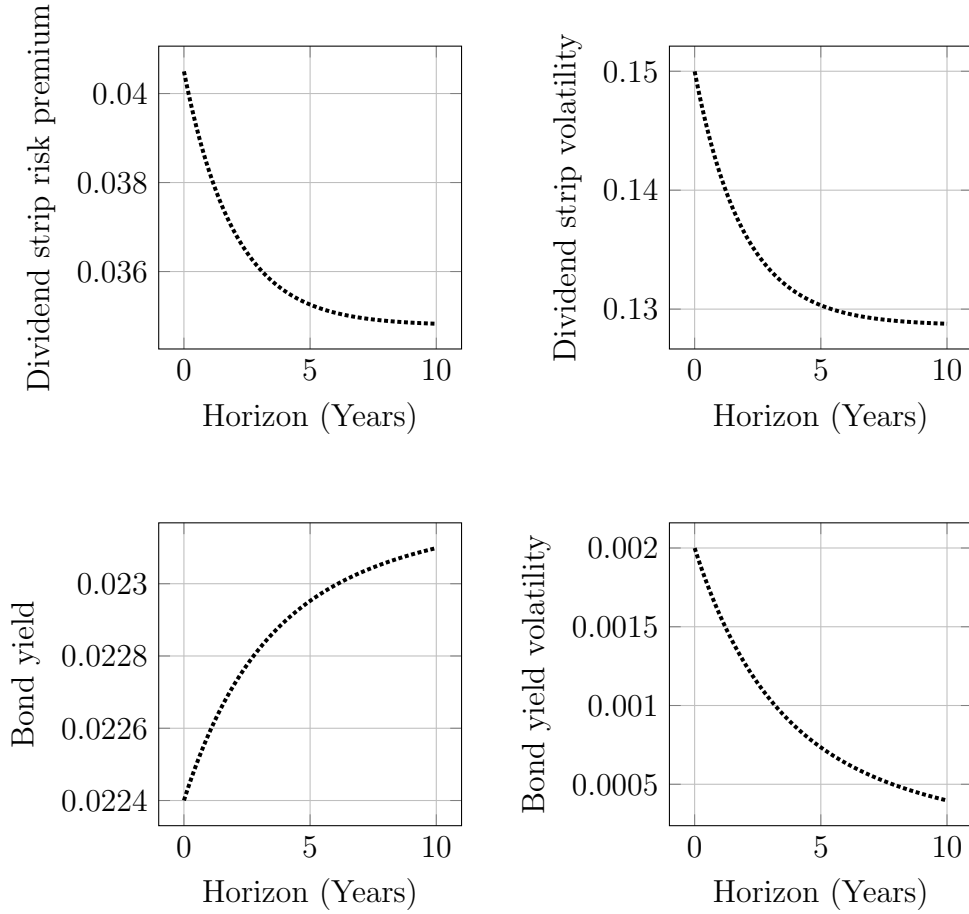 Dividend strip risk premium
0.04
0.038
0.036
0 5 10
Horizon (Years)
Dividend strip volatility
0.15
0.14
0.13
0 5 10
Horizon (Years)
Bond yield
0.023
0.0228
0.0226
0.0224
0 5 10
Horizon (Years)
Bond yield volatility
0.002
0.0015
0.001
0.0005
0 5 10
Horizon (Years)